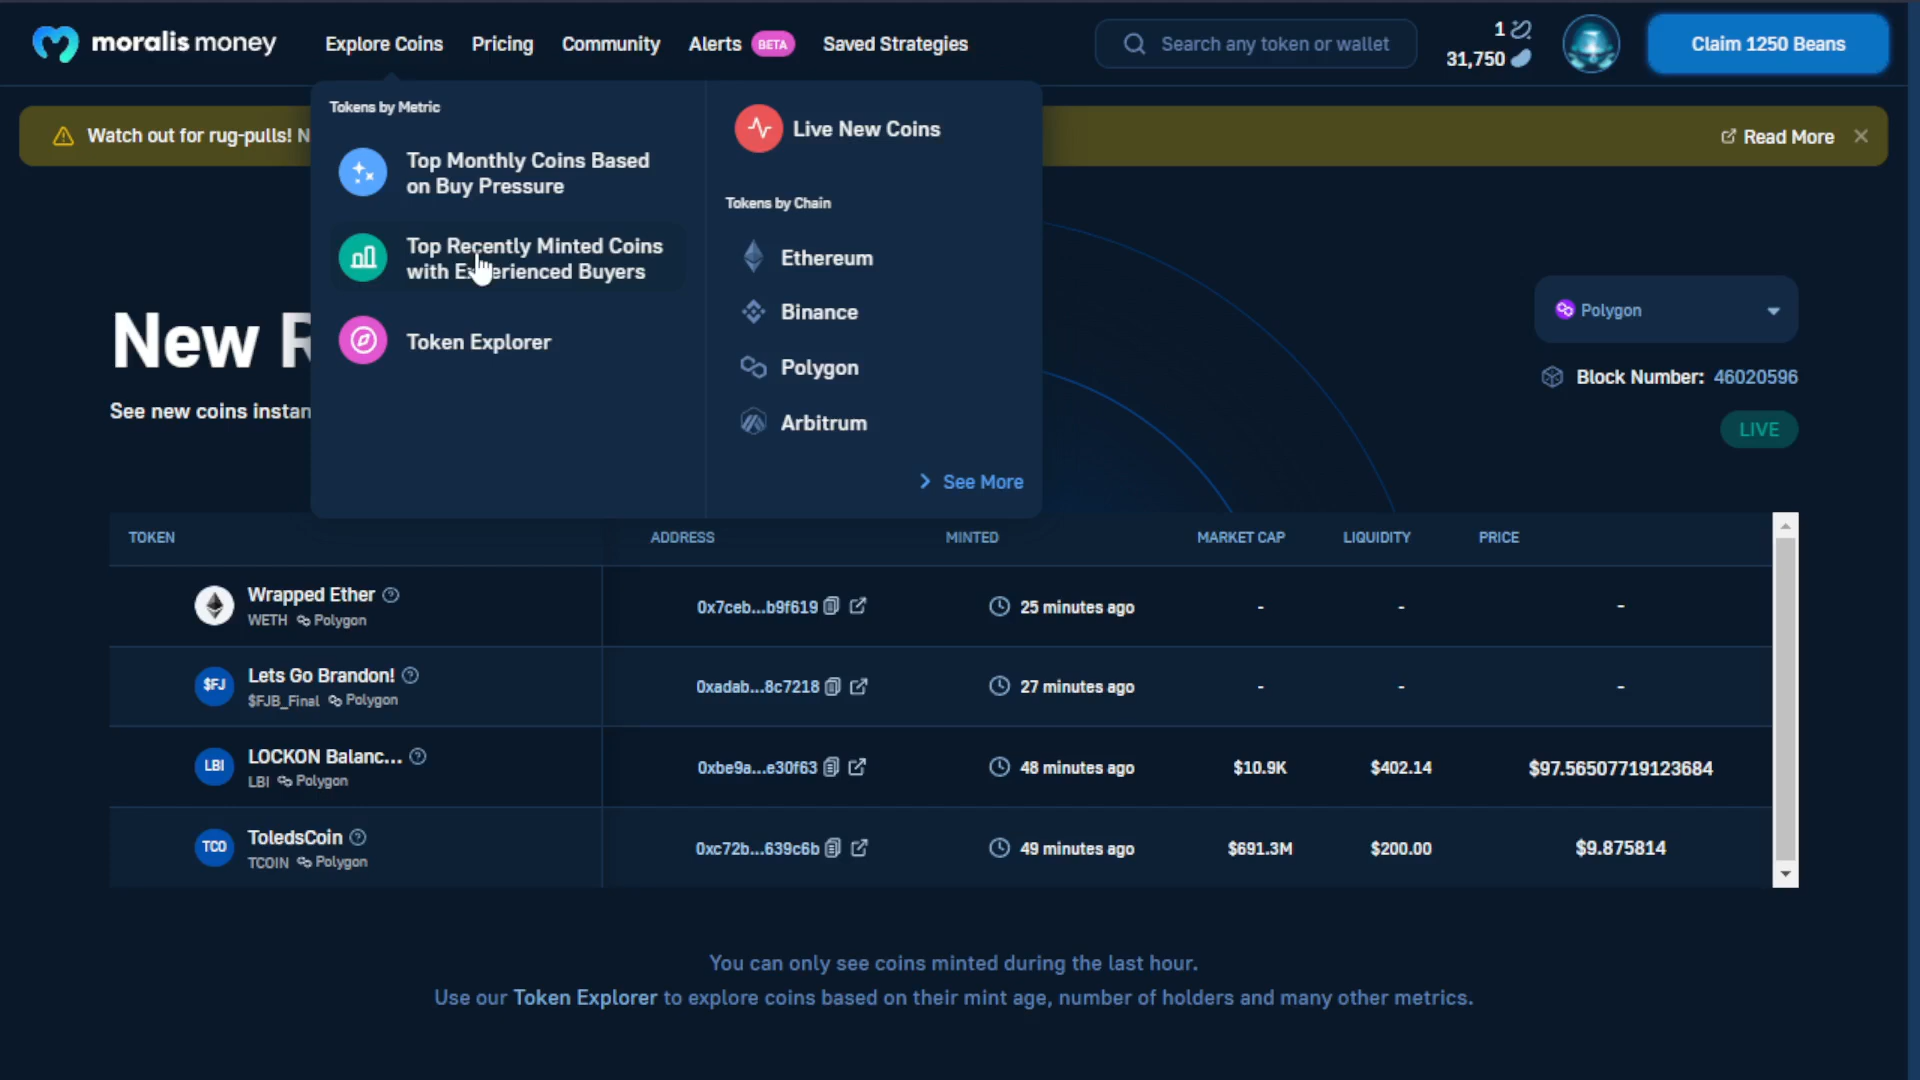 moralis money
Explore Coins
Pricing
Community
Alerts BETA
Saved Strategies
Search any token or wallet
1
31,750
Claim 1250 Beans
Watch out for rug-pulls! N
Read More
Tokens by Metric
Top Monthly Coins Based
on Buy Pressure
Top Recently Minted Coins
with Experienced Buyers
Token Explorer
Live New Coins
Tokens by Chain
Ethereum
Binance
Polygon
Arbitrum
See More
New R
See new coins instan
Polygon
Block Number: 46020596
LIVE
TOKEN ADDRESS MINTED MARKET CAP LIQUIDITY PRICE
Wrapped Ether
WETH Polygon
0x7ceb...b9f619 25 minutes ago - - -
Lets Go Brandon!
$FJ
$FJB_Final Polygon
0xadab...8c7218 27 minutes ago - - -
LOCKON Balanc...
LBI
LBI Polygon
0xbe9a...e30f63 48 minutes ago $10.9K $402.14 $97.56507719123684
ToledsCoin
TCO
TCOIN Polygon
0xc72b...639c6b 49 minutes ago $691.3M $200.00 $9.875814
You can only see coins minted during the last hour.
Use our Token Explorer to explore coins based on their mint age, number of holders and many other metrics.